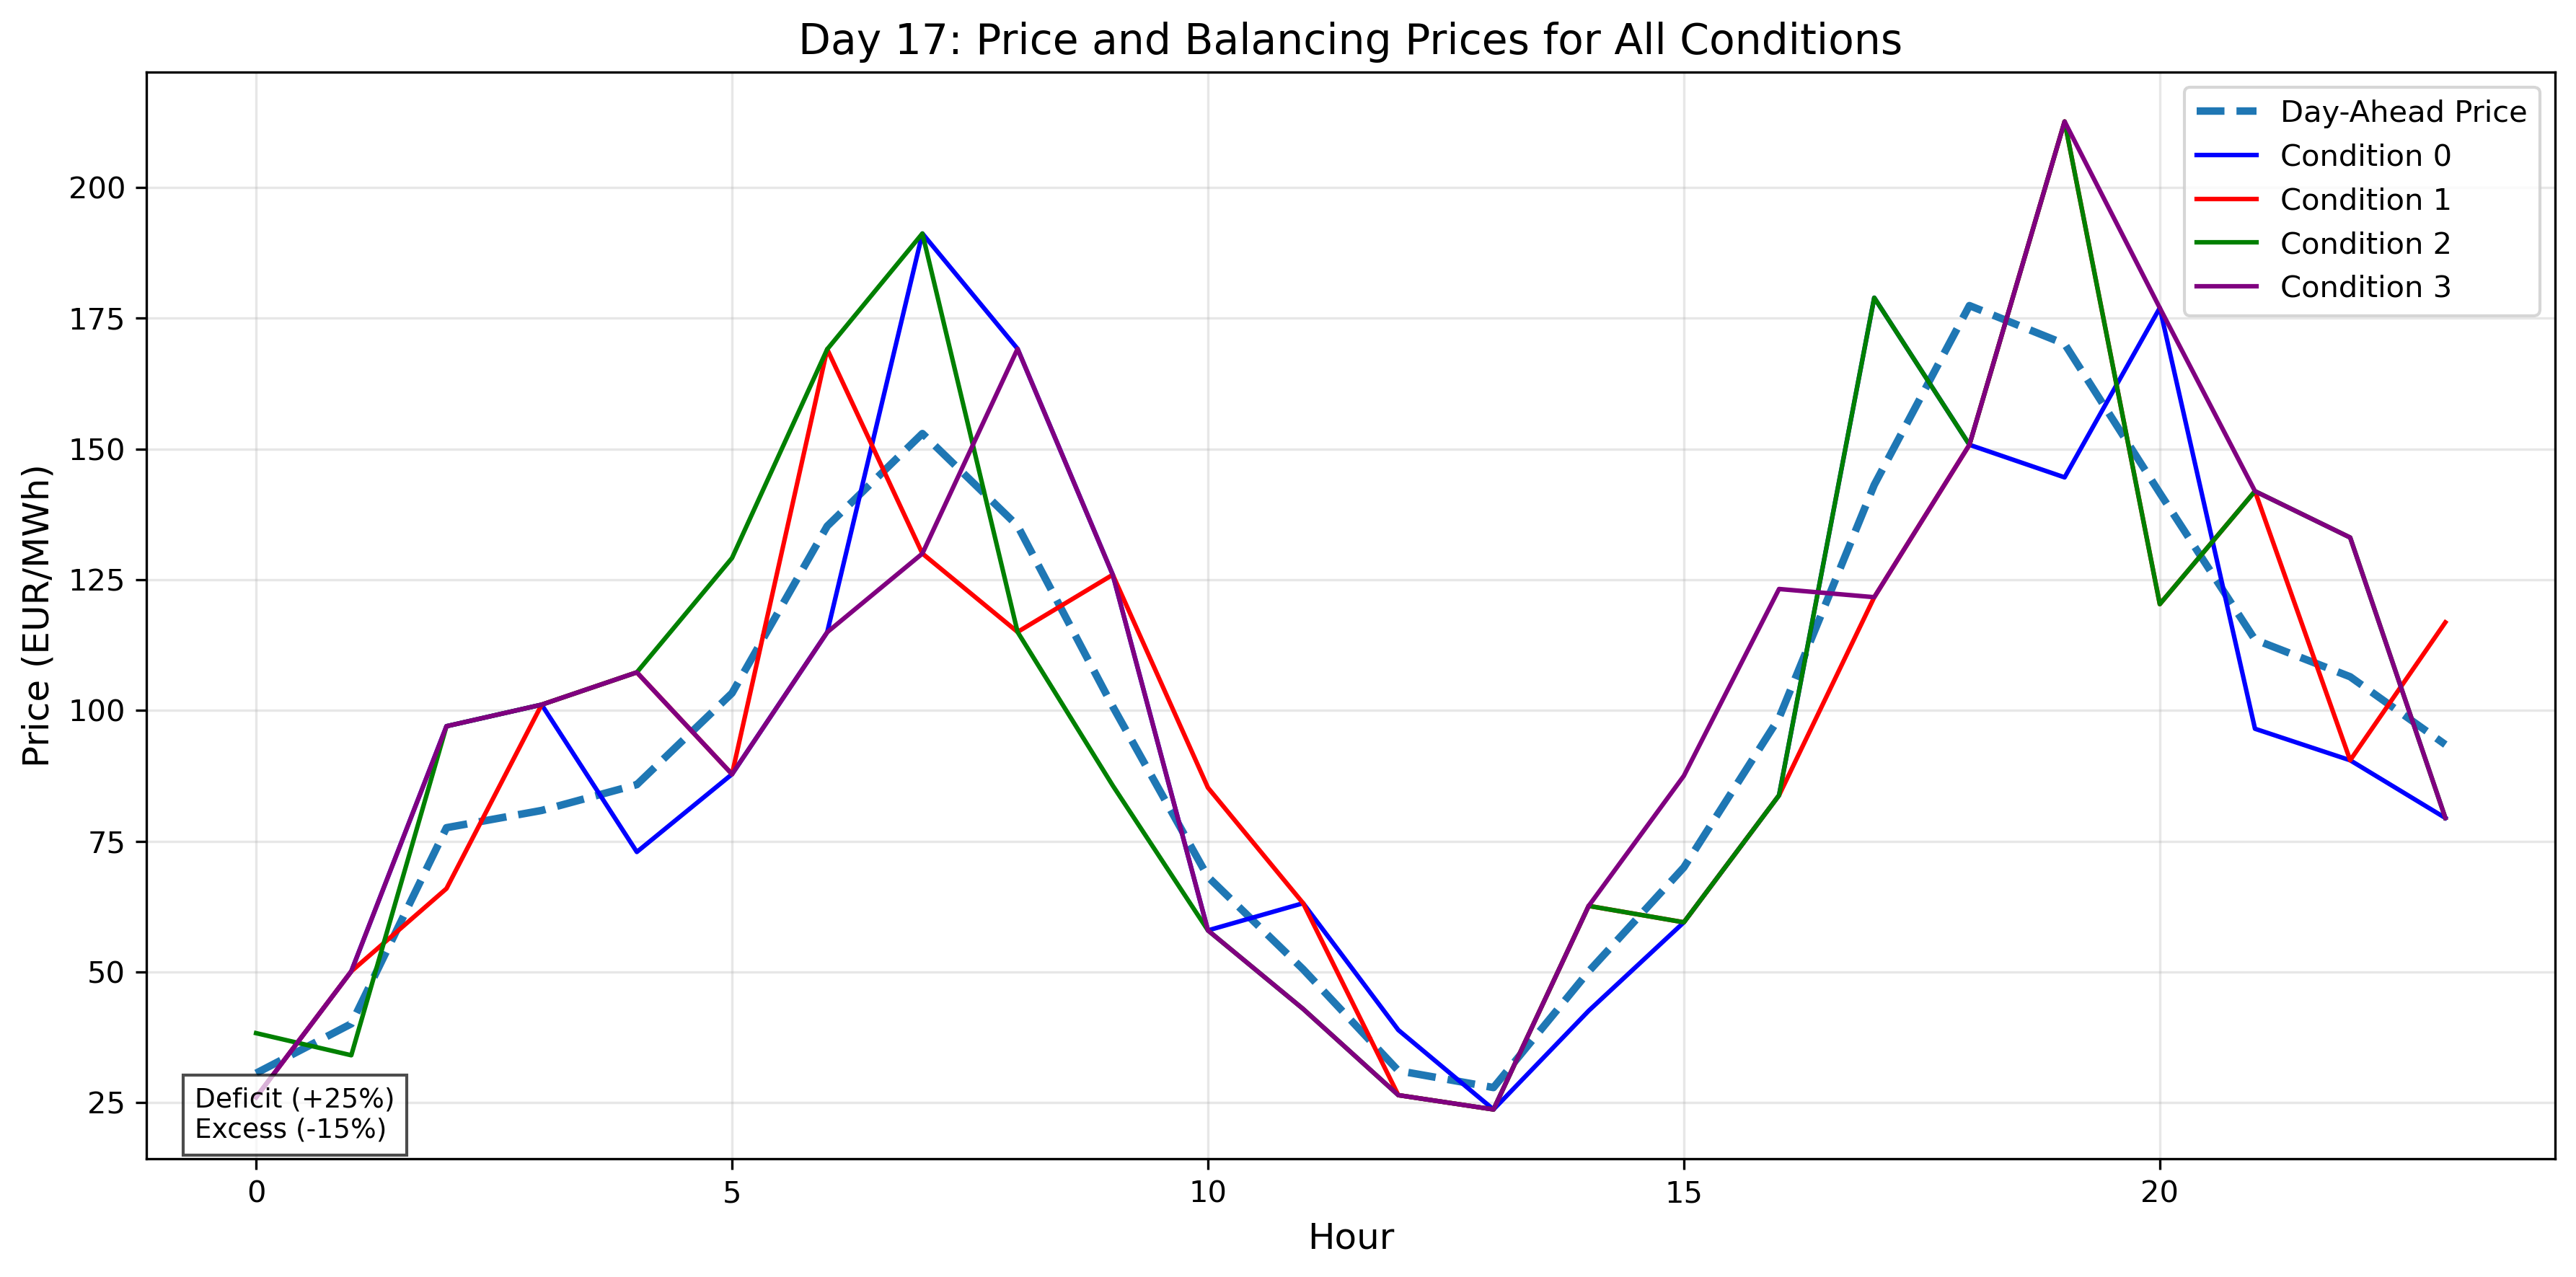 Day 17: Price and Balancing Prices for All Conditions
Day-Ahead Price
Condition 0
Condition 1
Condition 2
Condition 3
Price (EUR/MWh)
200
175
150
125
100
75
50
25
Deficit (+25%)
Excess (-15%)
0 5 10 15 20
Hour